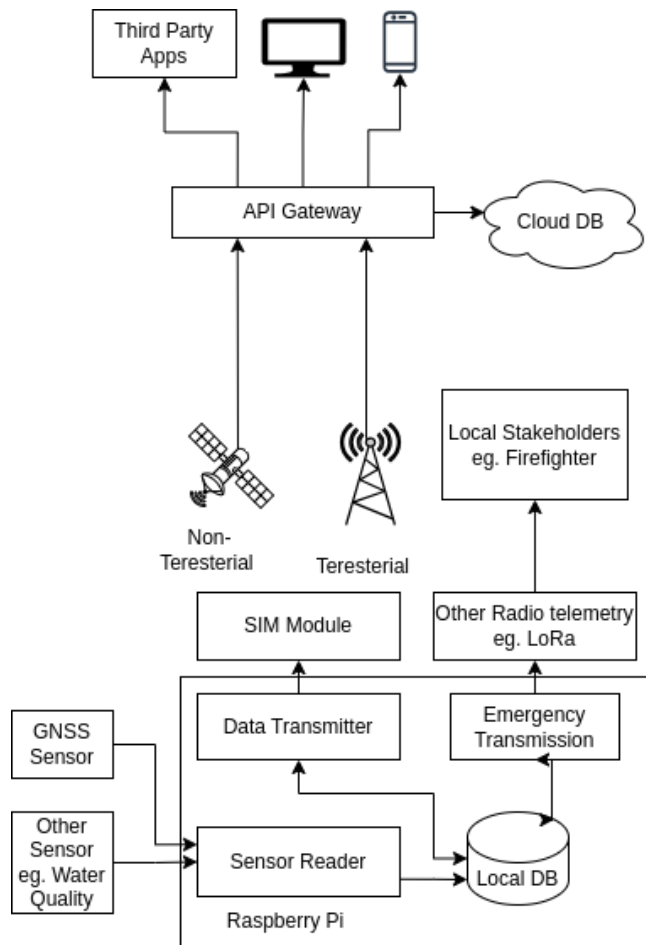 Third Party
Apps
API Gateway
Cloud DB
Local Stakeholders
eg. Firefighter
Non-
Teresterial
Teresterial
SIM Module
Other Radio telemetry
eg. LoRa
GNSS
Sensor
Data Transmitter
Emergency
Transmission
Other
Sensor
eg. Water
Quality
Sensor Reader
Local DB
Raspberry Pi